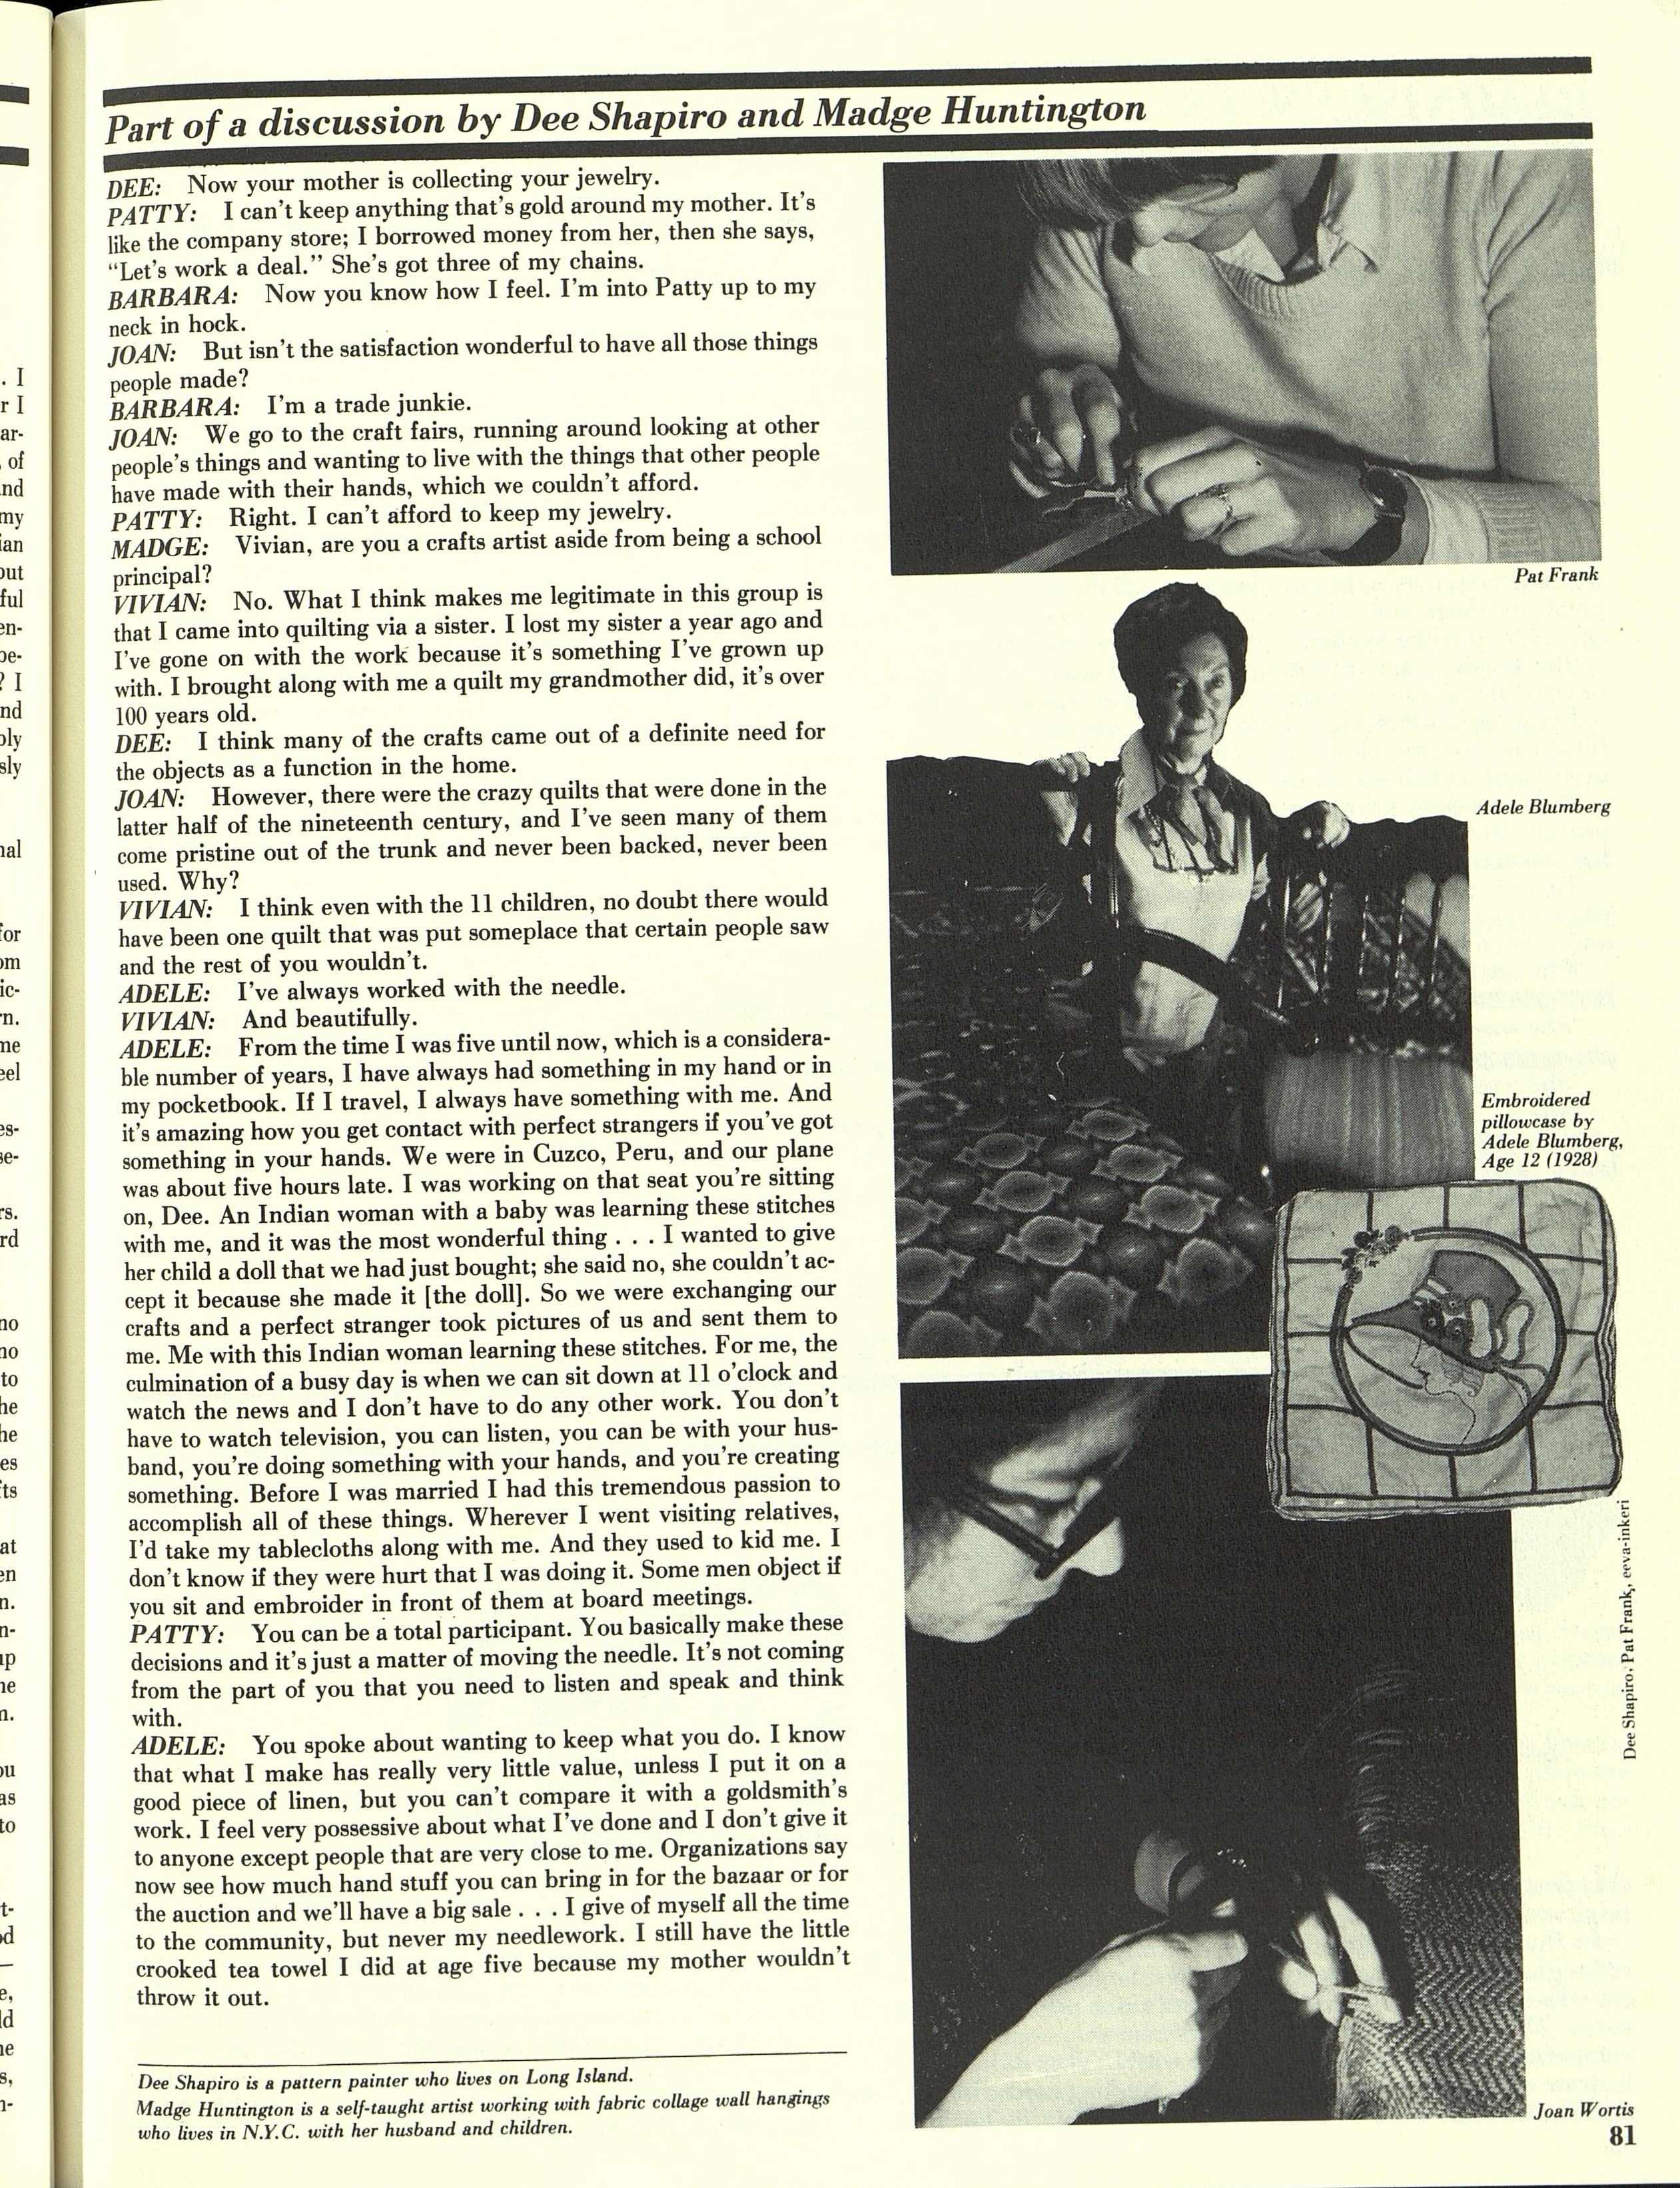 Part of a discussion by Dee Shapiro and Madge Huntington
DEE: Now your mother is collecting your jewelry.
PATTY: I can't keep anything that's gold around my mother. It's
like the company store; I borrowed money from her, then she says,
"Let's work a deal." She's got three of my chains.
BARBARA: Now you know how I feel. I'm into Patty up to my
neck in hock.
JOAN: But isn't the satisfaction wonderful to have all those things
people made?
BARBARA: I'm a trade junkie.
JOAN: We go to the craft fairs, running around looking at other
people's things and wanting to live with the things that other people
have made with their hands, which we couldn't afford.
PATTY: Right. I can't afford to keep my jewelry.
MADGE: Vivian, are you a crafts artist aside from being a school
principal?
VIVIAN: No. What I think makes me legitimate in this group is
that I came into quilting via a sister. I lost my sister a year ago and
I've gone on with the work because it's something I've grown up
with. I brought along with me a quilt my grandmother did, it's over
100 years old.
DEE: I think many of the crafts came out of a definite need for
the objects as a function in the home.
JOAN: However, there were the crazy quilts that were done in the
latter half of the nineteenth century, and I've seen many of them
come pristine out of the trunk and never been backed, never been
used. Why?
VIVIAN: I think even with the 11 children, no doubt there would
have been one quilt that was put someplace that certain people saw
and the rest of you wouldn't.
ADELE: I've always worked with the needle.
VIVIAN: And beautifully.
ADELE: From the time I was five until now, which is a considera-
ble number of years, I have always had something in my hand or in
my pocketbook. If I travel, I always have something with me. And
it's amazing how you get contact with perfect strangers if you've got
something in your hands. We were in Cuzco, Peru, and our plane
was about five hours late. I was working on that seat you're sitting
on, Dee. An Indian woman with a baby was learning these stitches
with me, and it was the most wonderful thing . . . I wanted to give
her child a doll that we had just bought; she said no, she couldn't ac-
cept it because she made it [the doll]. So we were exchanging our
crafts and a perfect stranger took pictures of us and sent them to
me. Me with this Indian woman learning these stitches. For me, the
culmination of a busy day is when we can sit down at 11 o'clock and
watch the news and I don't have to do any other work. You don't
have to watch television, you can listen, you can be with your hus-
band, you're doing something with your hands, and you're creating
something. Before I was married I had this tremendous passion to
accomplish all of these things. Wherever I went visiting relatives,
I'd take my tablecloths along with me. And they used to kid me. I
don't know if they were hurt that I was doing it. Some men object if
you sit and embroider in front of them at board meetings.
PATTY: You can be a total participant. You basically make these
decisions and it's just a matter of moving the needle. It's not coming
from the part of you that you need to listen and speak and think
with.
ADELE: You spoke about wanting to keep what you do. I know
that what I make has really very little value, unless I put it on a
good piece of linen, but you can't compare it with a goldsmith's
work. I feel very possessive about what I've done and I don't give it
to anyone except people that are very close to me. Organizations say
now see how much hand stuff you can bring in for the bazaar or for
the auction and we'll have a big sale . . . I give of myself all the time
to the community, but never my needlework. I still have the little
crooked tea towel I did at age five because my mother wouldn't
throw it out.
Dee Shapiro is a pattern painter who lives on Long Island.
Madge Huntington is a self-taught artist working with fabric collage wall hangings
who lives in N.Y.C. with her husband and children.
Pat Frank
Adele Blumberg
Embroidered
pillowcase by
Adele Blumberg,
Age 12 (1928)
Dee Shapiro: Pat Frank, eeva-inkeri
Joan Wortis
81